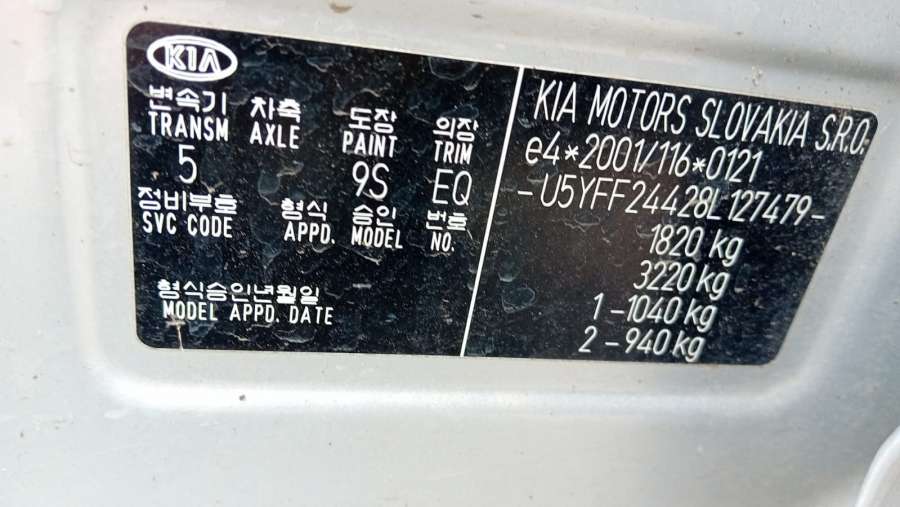 KIA
변속기 차축 도장 의장
TRANSM AXLE PAINT TRIM
5 9S EQ
정비부호 형식 승인 번호
SVC CODE APPD. MODEL NO.
형식승인년월일
MODEL APPD. DATE
KIA MOTORS SLOVAKIA S.R.O.
e4*2001/116*0121
-U5YFF24428L127479-
1820 kg
3220 kg
1 -1040 kg
2 -940 kg